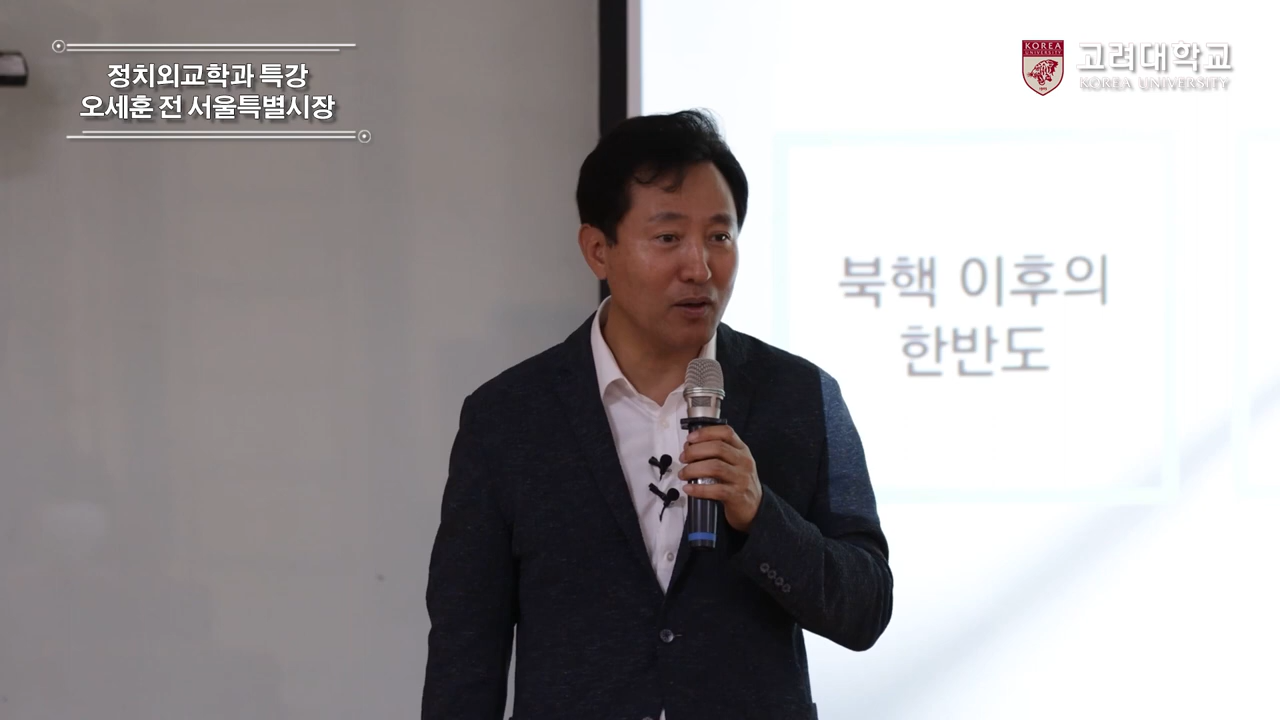 정치외교학과 특강
오세훈 전 서울특별시장
KOREA
UNIVERSITY
고려대학교
KOREA UNIVERSITY
북핵 이후의
한반도